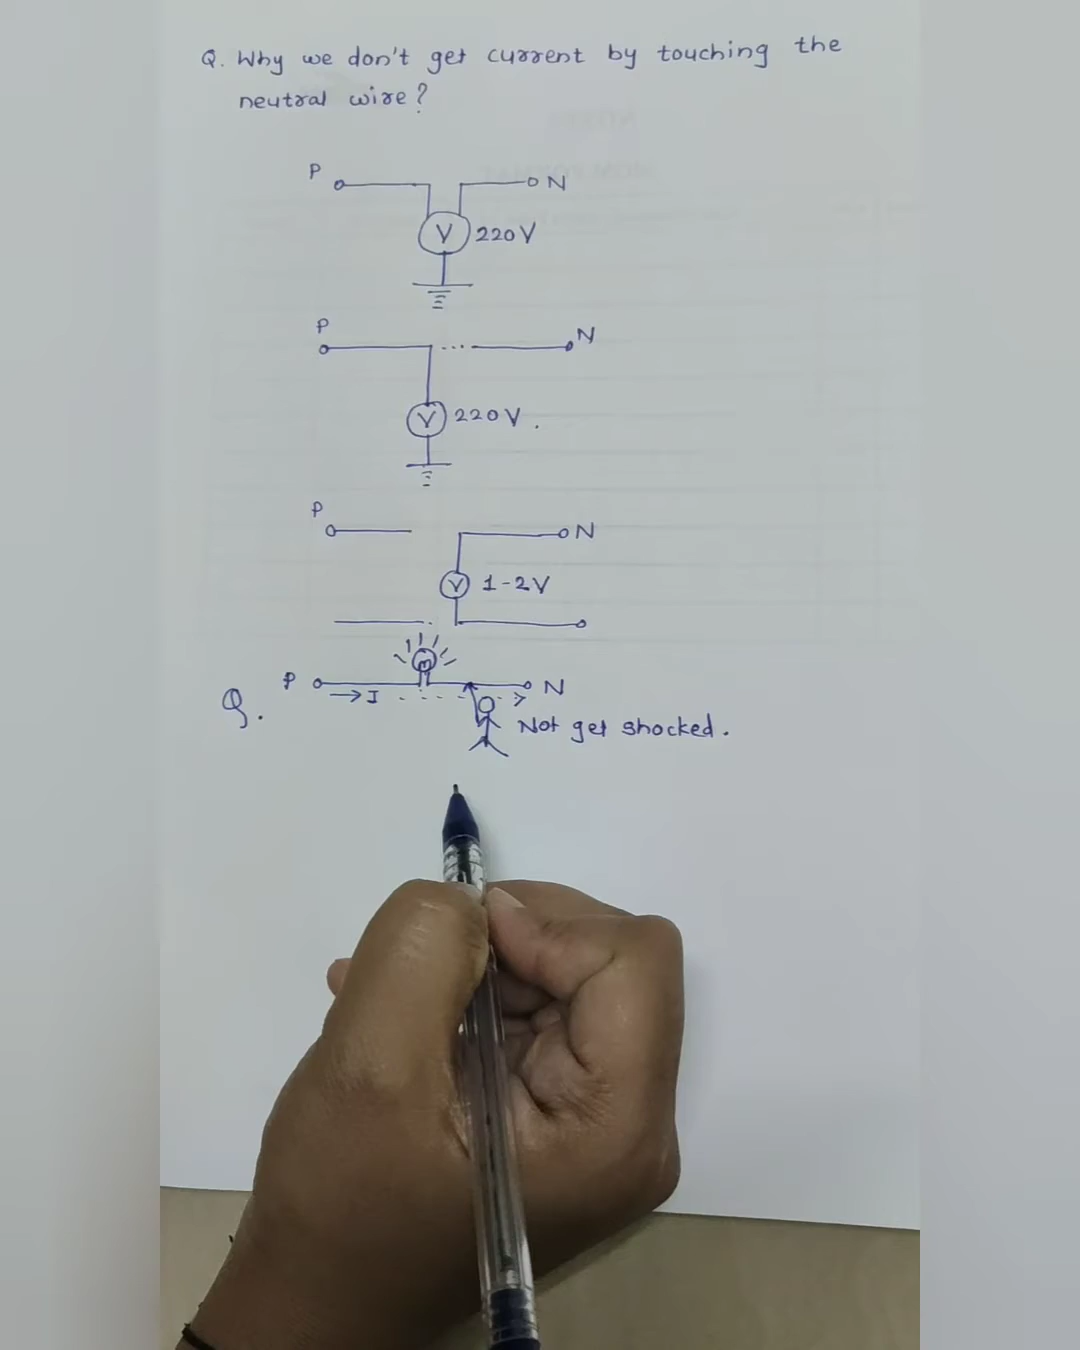 Q. Why we don't get current by touching the
neutral wire?
P
N
V 220V
P
N
V 220V.
P
N
V 1-2V
P
→ I
N
Q.
Not get shocked.